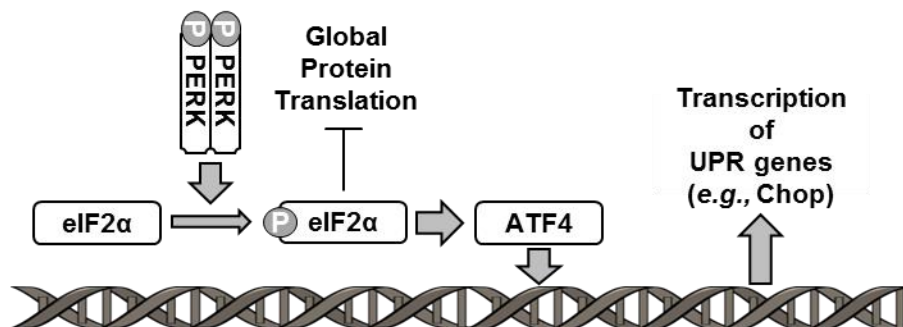 P P
PERK PERK
Global
Protein
Translation
Transcription
of
UPR genes
(e.g., Chop)
eIF2α
P eIF2α
ATF4